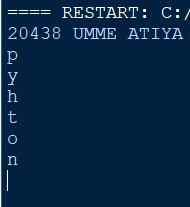 ==== RESTART: C:/
20438 UMME ATIYA
p
y
h
t
o
n